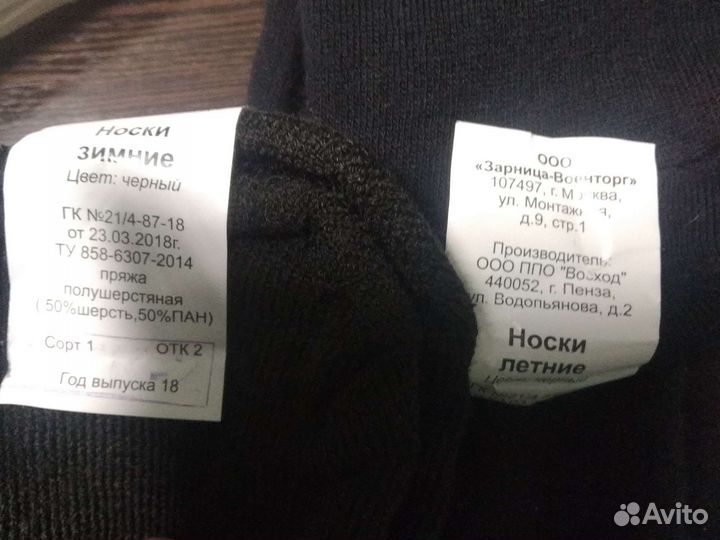 Носки
зимние
Цвет: черный
ГК №21/4-87-18
от 23.03.2018г.
ТУ 858-6307-2014
пряжа
полушерстяная
( 50%шерсть,50%ПАН)
Сорт 1 ОТК 2
Год выпуска 18
ООО
«Зарница-Военторг»
107497, г. Москва,
ул. Монтажная,
д.9, стр.1
Производитель:
ООО ППО "Восход"
440052, г. Пенза,
ул. Водопьянова, д.2
Носки
летние
Цвет: черный
Avito